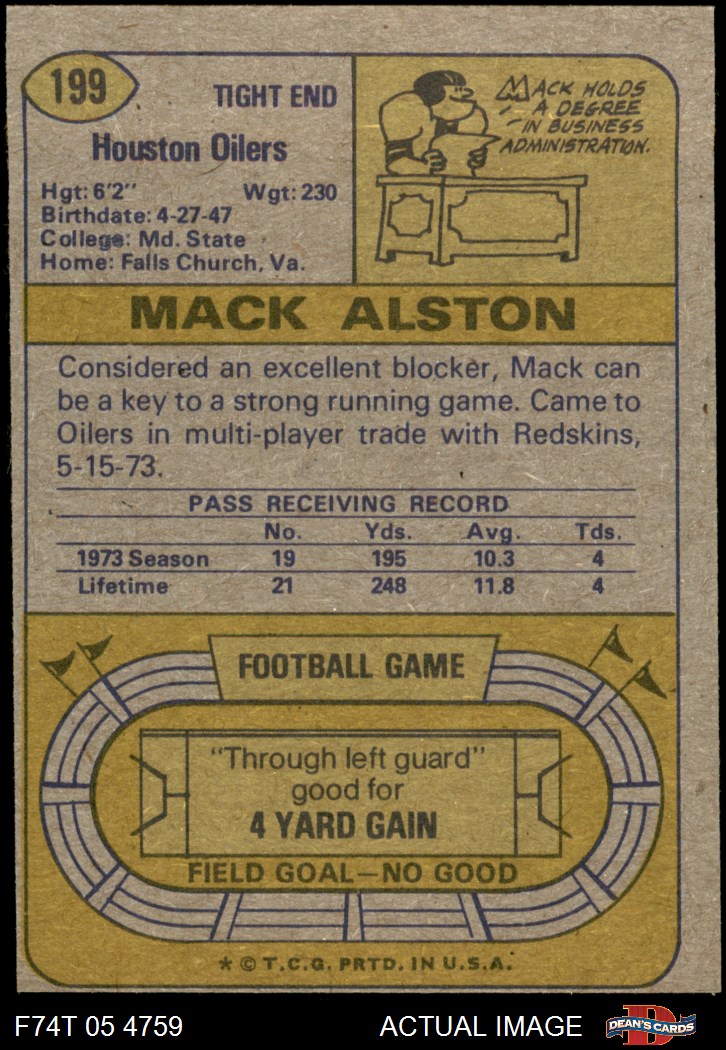 199
TIGHT END
Houston Oilers
Hgt: 6'2" Wgt: 230
Birthdate: 4-27-47
College: Md. State
Home: Falls Church, Va.
MACK HOLDS
A DEGREE
IN BUSINESS
ADMINISTRATION.
MACK ALSTON
Considered an excellent blocker, Mack can
be a key to a strong running game. Came to
Oilers in multi-player trade with Redskins,
5-15-73.
PASS RECEIVING RECORD
No. Yds. Avg. Tds.
1973 Season 19 195 10.3 4
Lifetime 21 248 11.8 4
FOOTBALL GAME
"Through left guard"
good for
4 YARD GAIN
FIELD GOAL—NO GOOD
* © T.C.G. PRTD. IN U.S.A.
F74T 05 4759 ACTUAL IMAGE
D
DEAN'S CARDS